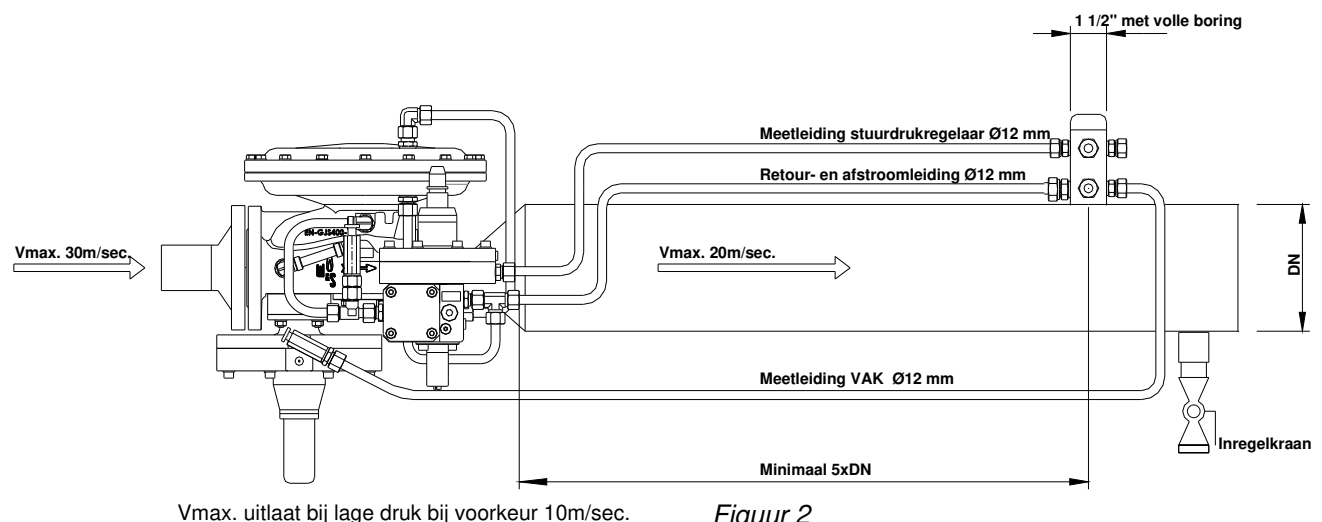 1 1/2" met volle boring
Meetleiding stuurdrukregelaar Ø12 mm
Retour- en afstroomleiding Ø12 mm
EN-GJS400-
Vmax. 30m/sec.
Vmax. 20m/sec.
DN
Meetleiding VAK Ø12 mm
Inregelkraan
Minimaal 5xDN
Vmax. uitlaat bij lage druk bij voorkeur 10m/sec.
Figuur 2